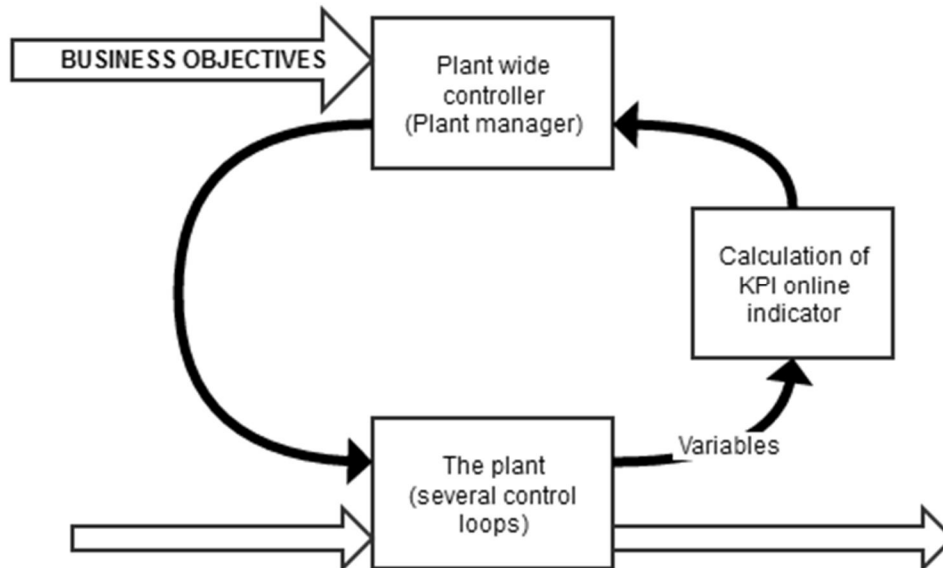 BUSINESS OBJECTIVES
Plant wide
controller
(Plant manager)
Calculation of
KPI online
indicator
Variables
The plant
(several control
loops)